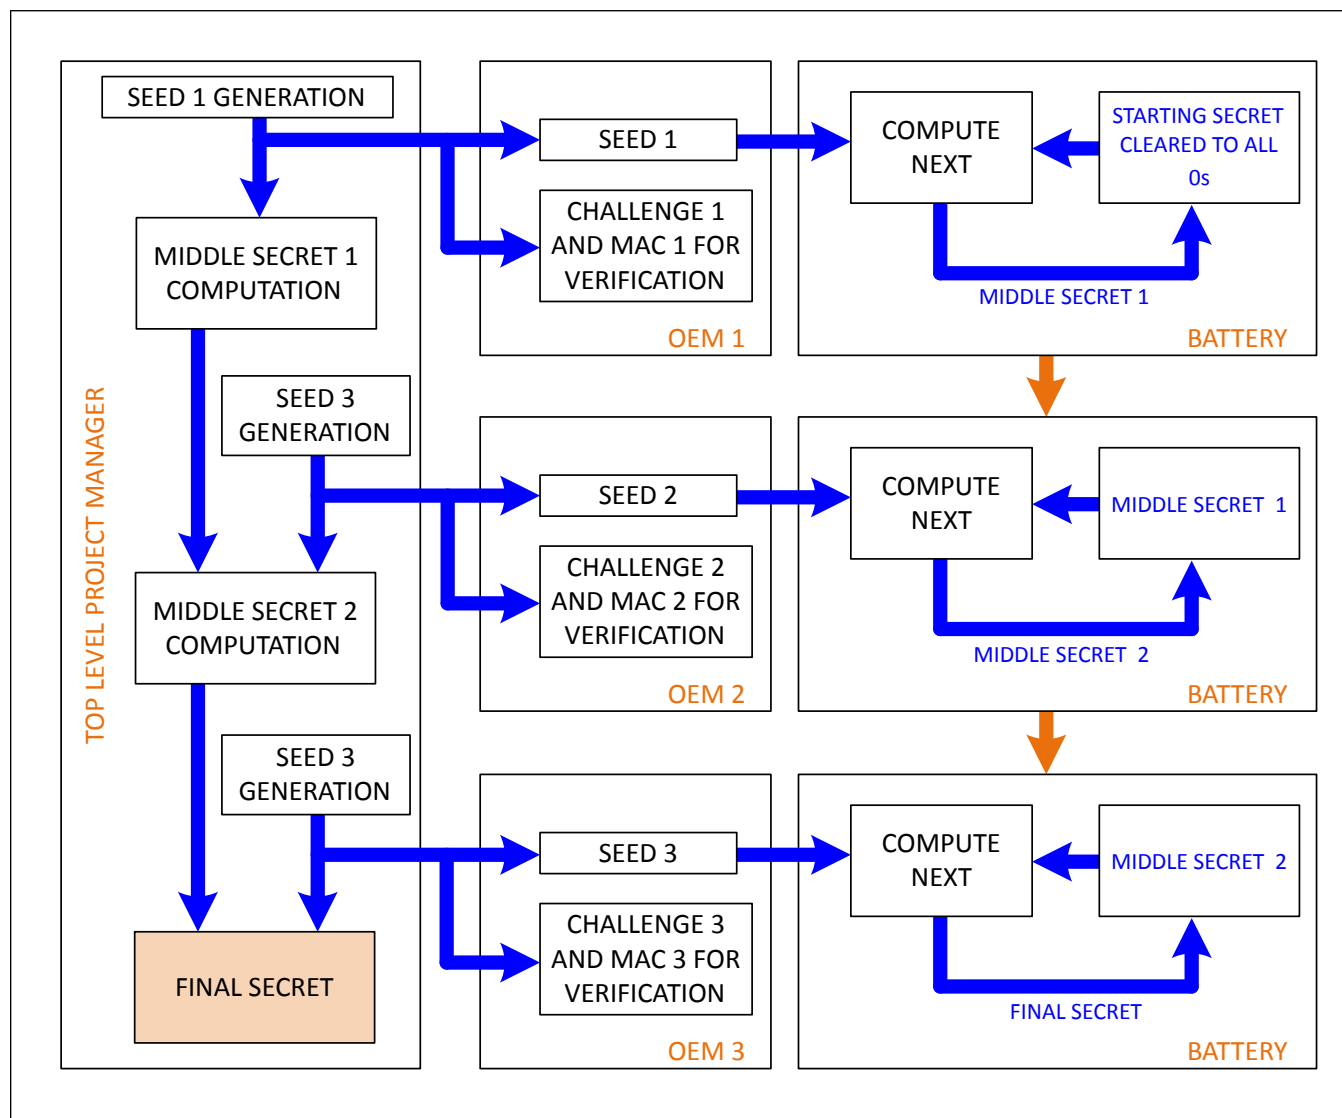 TOP LEVEL PROJECT MANAGER
SEED 1 GENERATION
MIDDLE SECRET 1
COMPUTATION
SEED 3
GENERATION
MIDDLE SECRET 2
COMPUTATION
SEED 3
GENERATION
FINAL SECRET
SEED 1
CHALLENGE 1
AND MAC 1 FOR
VERIFICATION
OEM 1
COMPUTE
NEXT
STARTING SECRET
CLEARED TO ALL
0s
MIDDLE SECRET 1
BATTERY
SEED 2
CHALLENGE 2
AND MAC 2 FOR
VERIFICATION
OEM 2
COMPUTE
NEXT
MIDDLE SECRET 1
MIDDLE SECRET 2
BATTERY
SEED 3
CHALLENGE 3
AND MAC 3 FOR
VERIFICATION
OEM 3
COMPUTE
NEXT
MIDDLE SECRET 2
FINAL SECRET
BATTERY